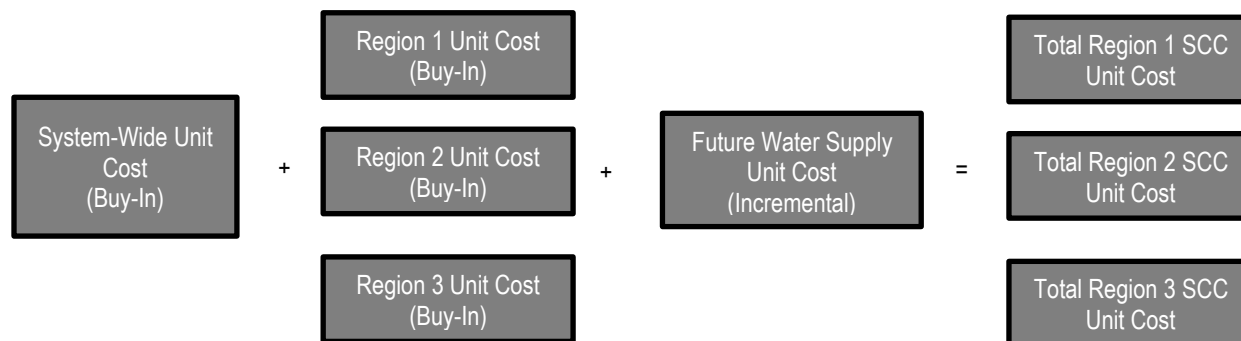 System-Wide Unit
Cost
(Buy-In)
+
Region 1 Unit Cost
(Buy-In)
Region 2 Unit Cost
(Buy-In)
Region 3 Unit Cost
(Buy-In)
+
Future Water Supply
Unit Cost
(Incremental)
=
Total Region 1 SCC
Unit Cost
Total Region 2 SCC
Unit Cost
Total Region 3 SCC
Unit Cost